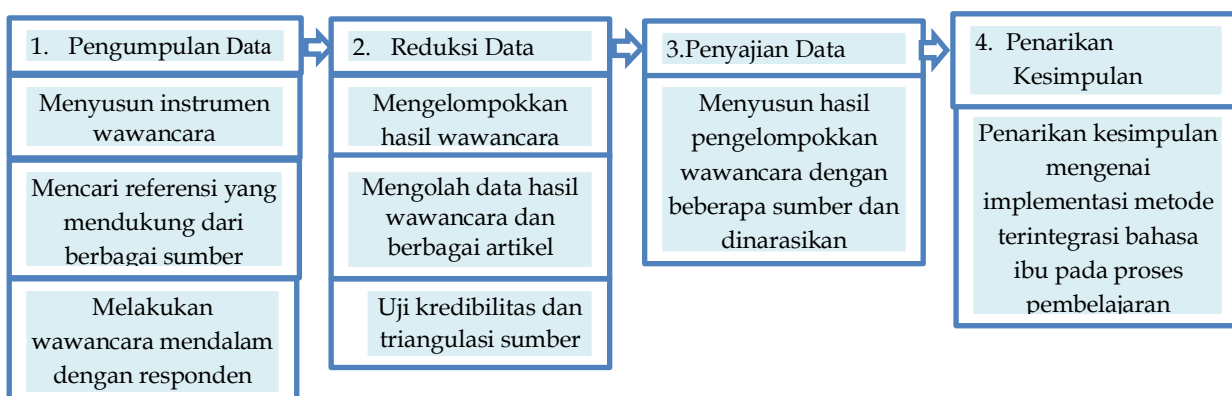 1. Pengumpulan Data
Menyusun instrumen
wawancara
Mencari referensi yang
mendukung dari
berbagai sumber
Melakukan
wawancara mendalam
dengan responden
2. Reduksi Data
Mengelompokkan
hasil wawancara
Mengolah data hasil
wawancara dan
berbagai artikel
Uji kredibilitas dan
triangulasi sumber
3.Penyajian Data
Menyusun hasil
pengelompokkan
wawancara dengan
beberapa sumber dan
dinarasikan
4. Penarikan
Kesimpulan
Penarikan kesimpulan
mengenai
implementasi metode
terintegrasi bahasa
ibu pada proses
pembelajaran